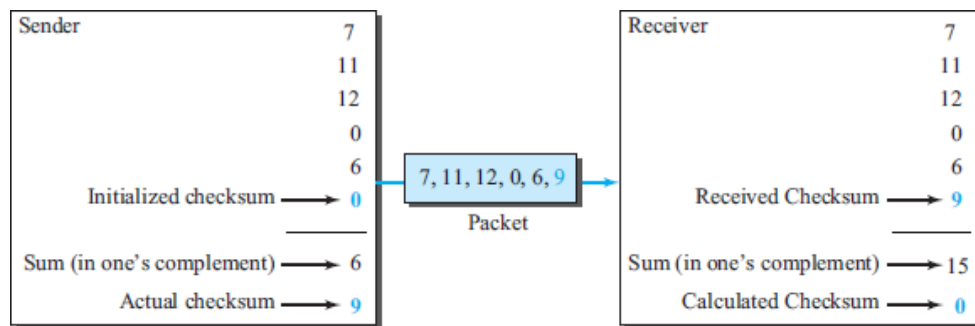 Sender
7
11
12
0
6
Initialized checksum 0
Sum (in one's complement) 6
Actual checksum 9
7, 11, 12, 0, 6, 9
Packet
Receiver
7
11
12
0
6
Received Checksum 9
Sum (in one's complement) 15
Calculated Checksum 0